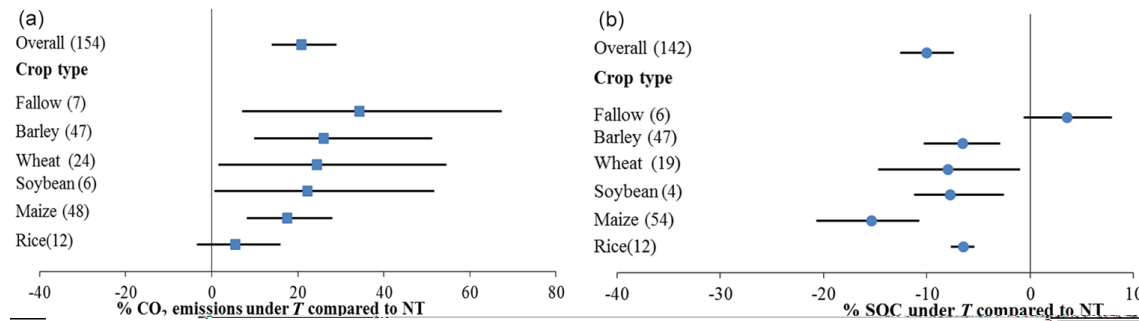 (a)
Overall (154)
Crop type
Fallow (7)
Barley (47)
Wheat (24)
Soybean (6)
Maize (48)
Rice(12)
-40 -20 0 20 40 60 80
% CO2 emissions under T compared to NT
(b)
Overall (142)
Crop type
Fallow (6)
Barley (47)
Wheat (19)
Soybean (4)
Maize (54)
Rice(12)
-40 -30 -20 -10 0 10
% SOC under T compared to NT